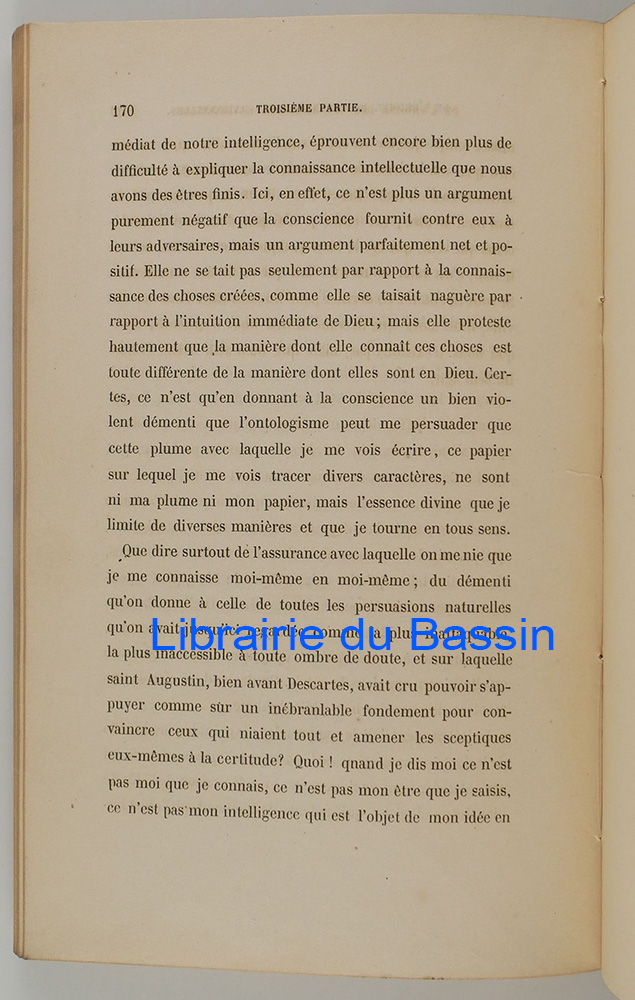 170
TROISIÈME PARTIE.
médiat de notre intelligence, éprouvent encore bien plus de
difficulté à expliquer la connaissance intellectuelle que nous
avons des êtres finis. Ici, en effet, ce n'est plus un argument
purement négatif que la conscience fournit contre eux à
leurs adversaires, mais un argument parfaitement net et po-
sitif. Elle ne se tait pas seulement par rapport à la connais-
sance des choses créées, comme elle se taisait naguère par
rapport à l'intuition immédiate de Dieu; mais elle proteste
hautement que la manière dont elle connaît ces choses est
toute différente de la manière dont elles sont en Dieu. Cer-
tes, ce n'est qu'en donnant à la conscience un bien vio-
lent démenti que l'ontologisme peut me persuader que
cette plume avec laquelle je me vois écrire, ce papier
sur lequel je me vois tracer divers caractères, ne sont
ni ma plume ni mon papier, mais l'essence divine que je
limite de diverses manières et que je tourne en tous sens.
Que dire surtout de l'assurance avec laquelle on me nie que
je me connaisse moi-même en moi-même; du démenti
qu'on donne à celle de toutes les persuasions naturelles
qu'on avait jusqu'ici regardée comme la plus inattaquable,
Librairie du Bassin
la plus inaccessible à toute ombre de doute, et sur laquelle
saint Augustin, bien avant Descartes, avait cru pouvoir s'ap-
puyer comme sûr un inébranlable fondement pour con-
vaincre ceux qui niaient tout et amener les sceptiques
eux-mêmes à la certitude? Quoi! quand je dis moi ce n'est
pas moi que je connais, ce n'est pas mon être que je saisis,
ce n'est pas mon intelligence qui est l'objet de mon idée en